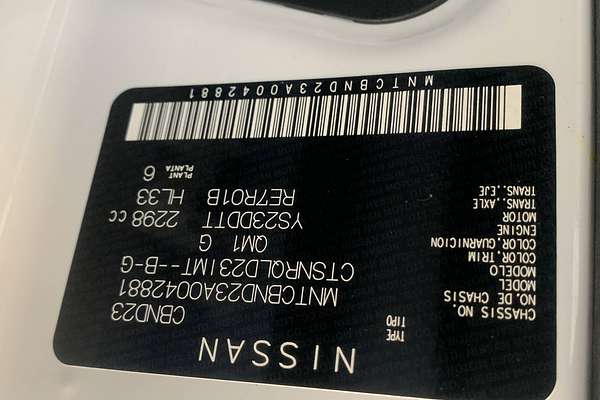 NISSAN
TYPE
TIPO CBND23
CHASSIS NO.
NO. DE CHASIS MNTCBND23A0042881
MODEL
MODELO CTSNRQLD23IMT--B-G
COLOR, TRIM
COLOR, GUARNICION QM1 G
ENGINE
MOTOR YS23DDTT 2298 CC
TRANS. AXLE
TRANS. EJE RE7R01B HL33
PLANT
PLANTA 6
MNTCBND23A0042881